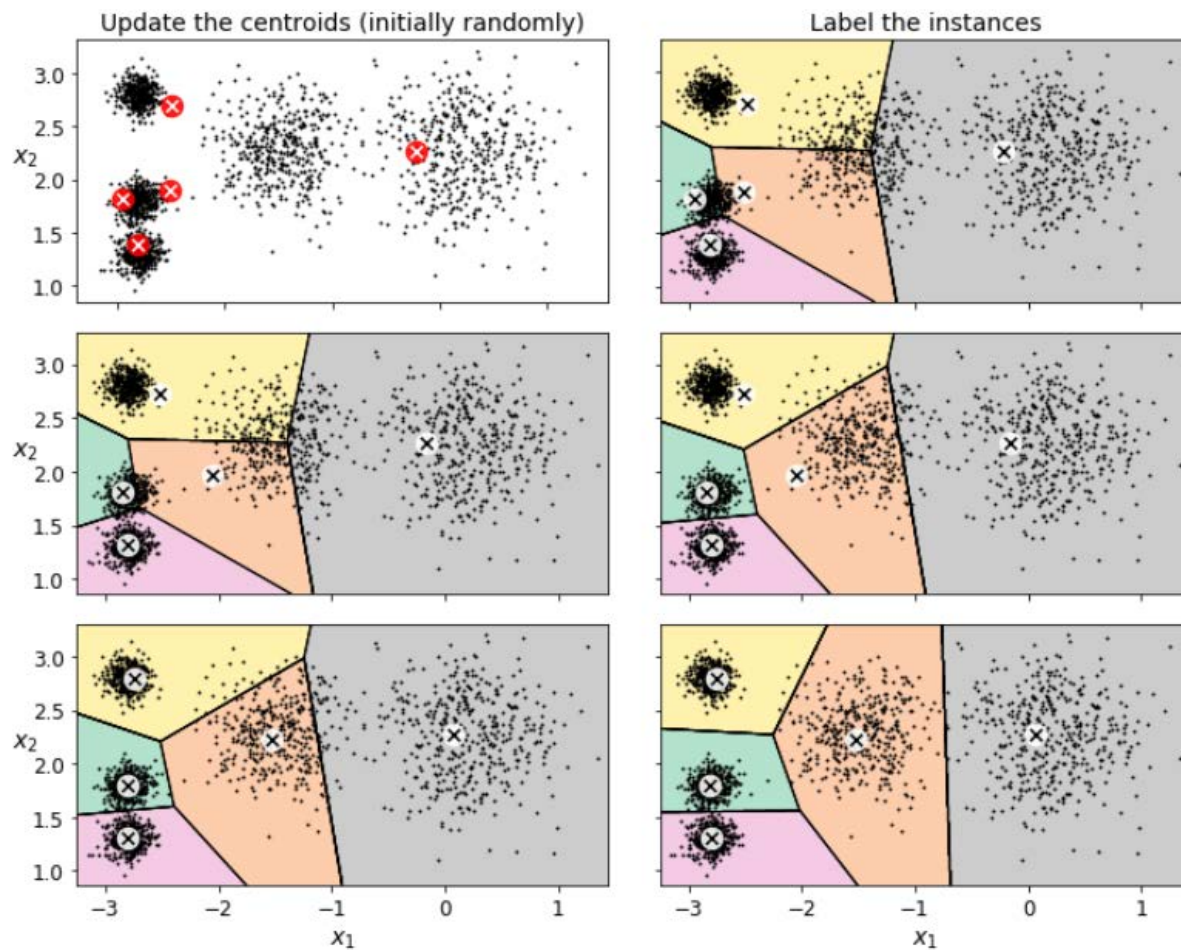 Update the centroids (initially randomly)
Label the instances
3.0
2.5
x₂
2.0
1.5
1.0
3.0
2.5
x₂
2.0
1.5
1.0
3.0
2.5
x₂
2.0
1.5
1.0
−3 −2 −1 0 1
x₁
−3 −2 −1 0 1
x₁